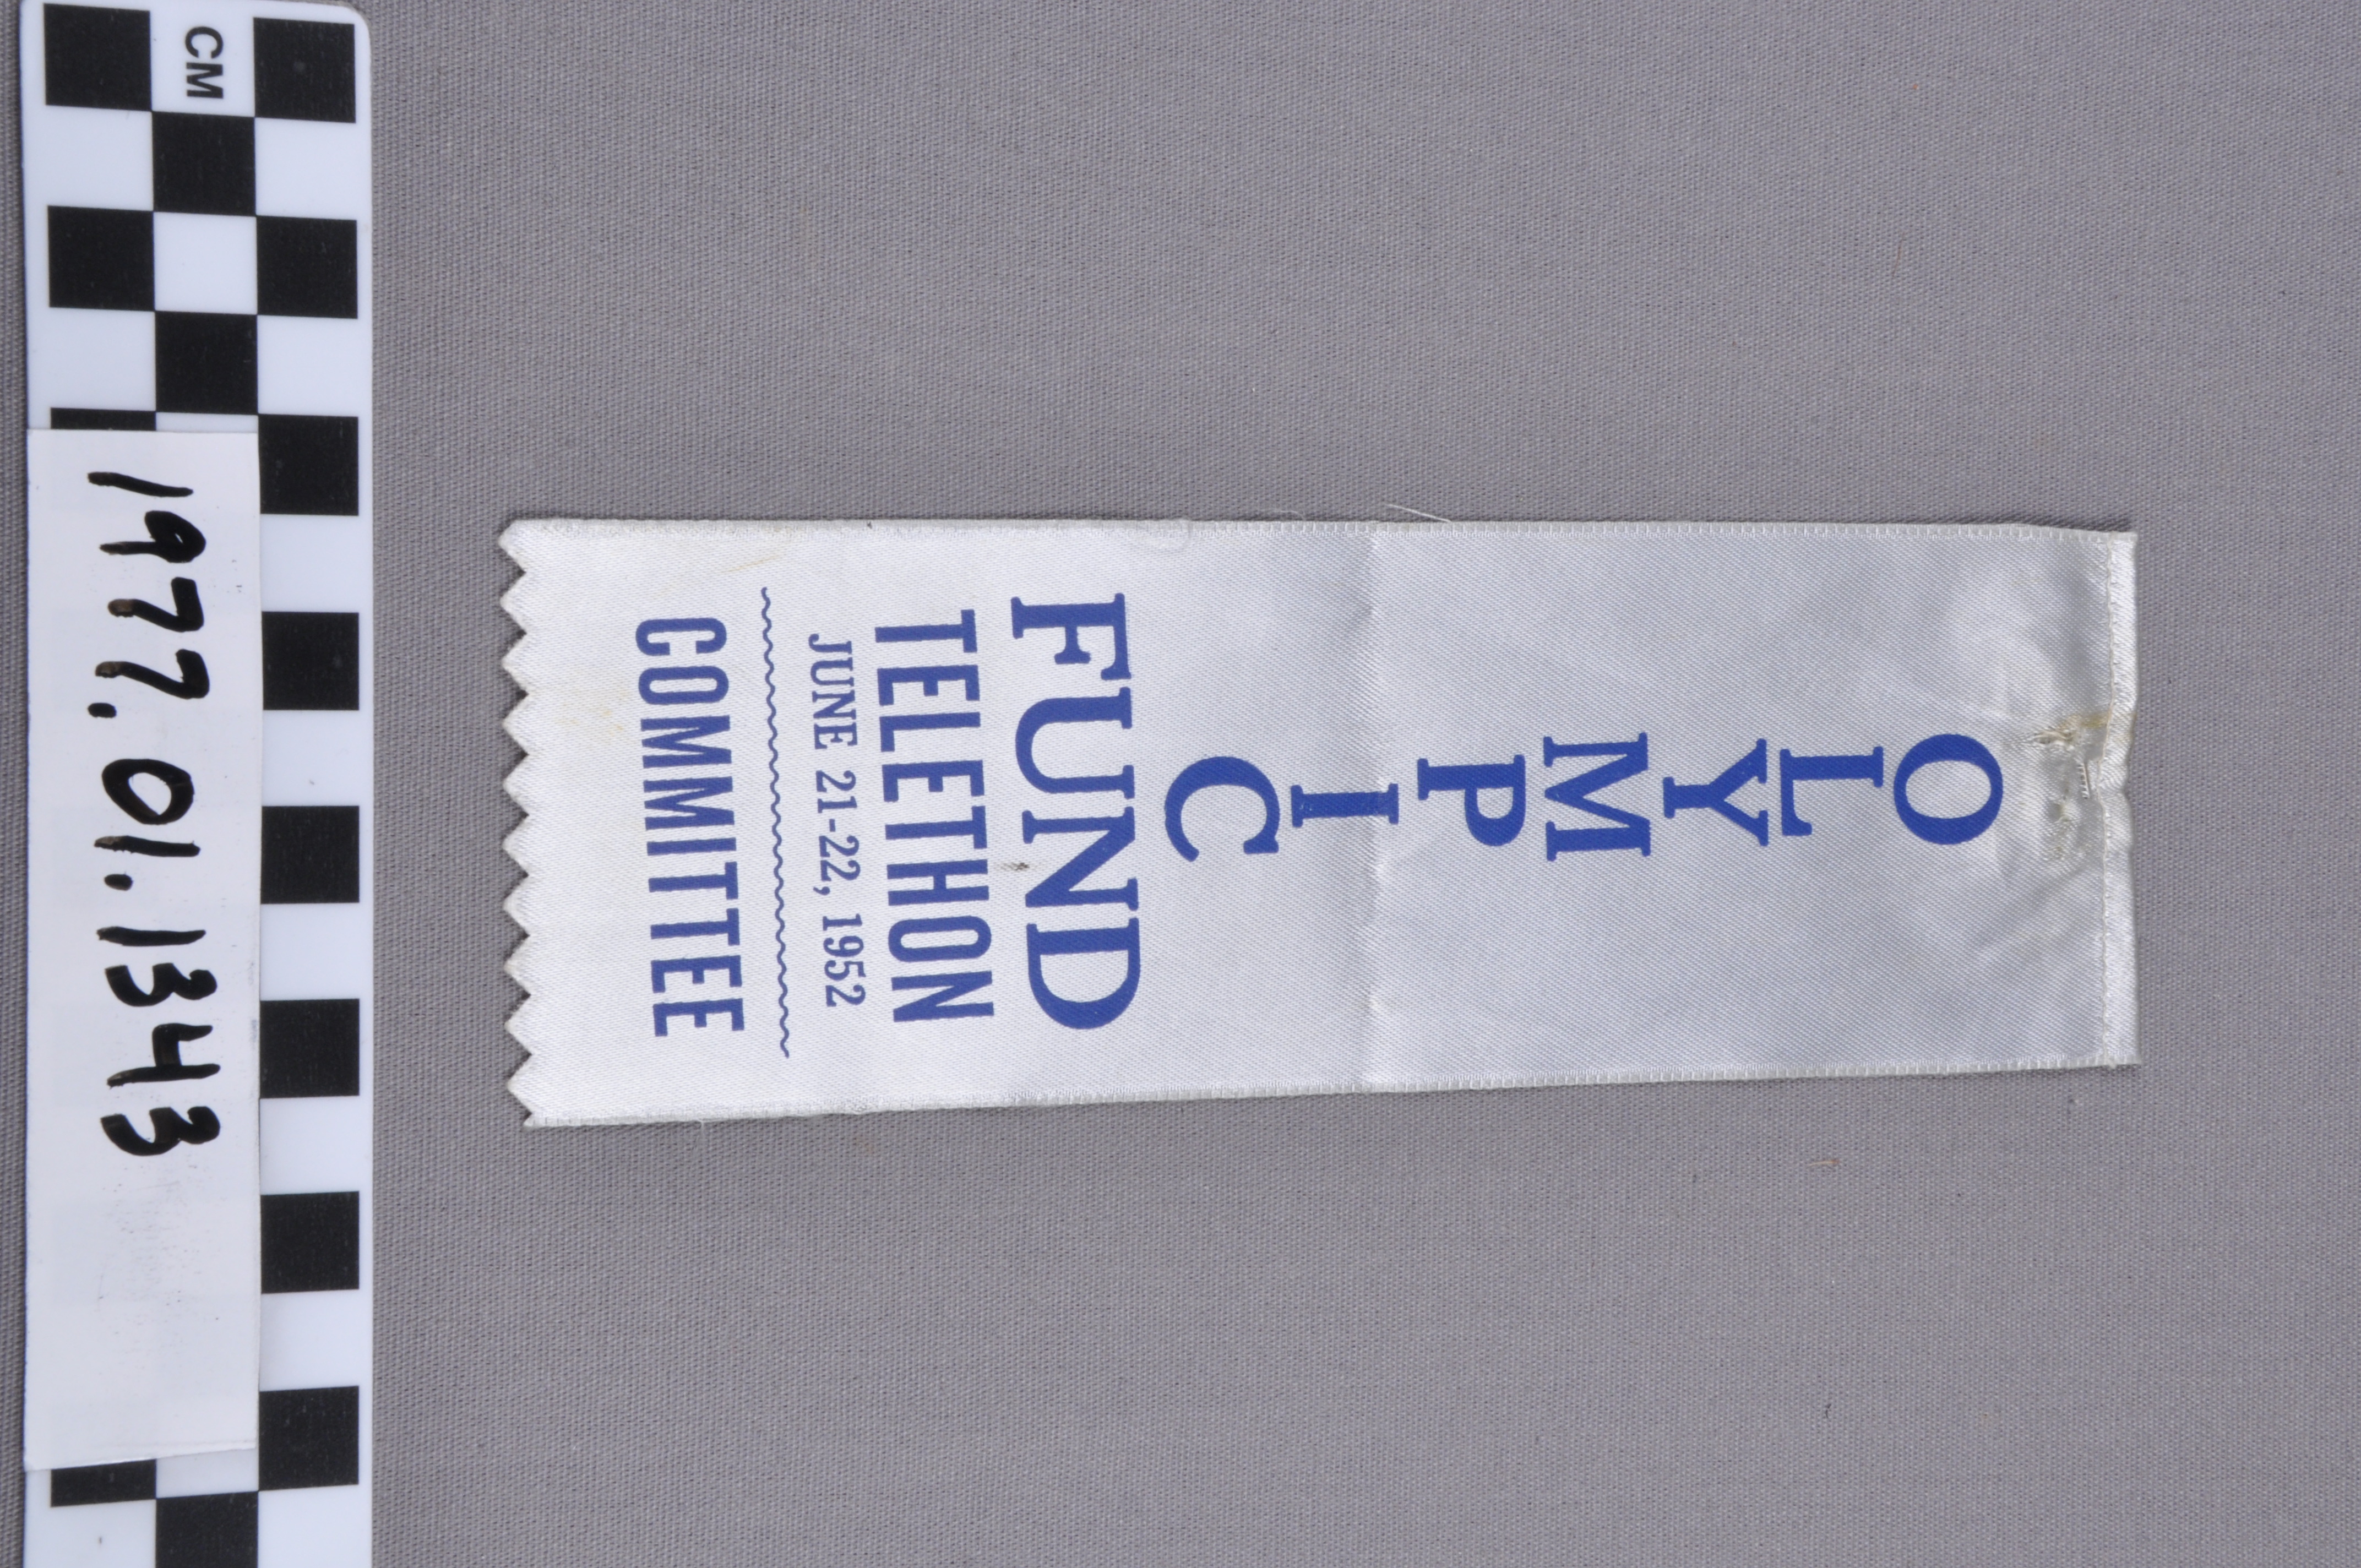 O
L
Y
M
P
I
C
FUND
TELETHON
JUNE 21-22, 1952
COMMITTEE
CM
1977.01.1343